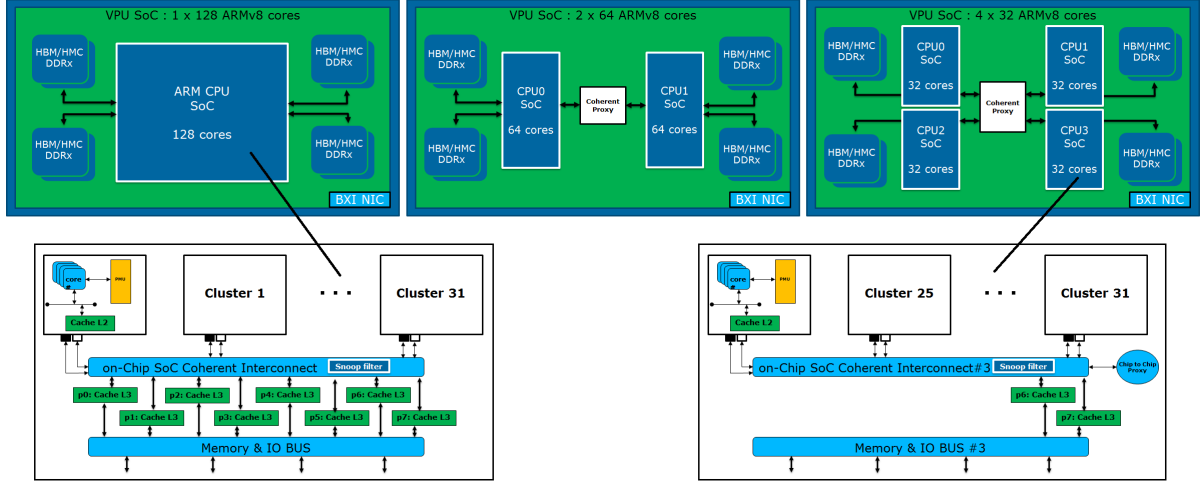 VPU SoC : 1 x 128 ARMv8 cores
HBM/HMC
DDRx
HBM/HMC
DDRx
ARM CPU
SoC
128 cores
HBM/HMC
DDRx
HBM/HMC
DDRx
BXI NIC
VPU SoC : 2 x 64 ARMv8 cores
HBM/HMC
DDRx
HBM/HMC
DDRx
CPU0
SoC
64 cores
Coherent
Proxy
CPU1
SoC
64 cores
HBM/HMC
DDRx
HBM/HMC
DDRx
BXI NIC
VPU SoC : 4 x 32 ARMv8 cores
HBM/HMC
DDRx
CPU0
SoC
32 cores
CPU1
SoC
32 cores
HBM/HMC
DDRx
Coherent
Proxy
HBM/HMC
DDRx
CPU2
SoC
32 cores
CPU3
SoC
32 cores
HBM/HMC
DDRx
BXI NIC
core
#
PMU
Cache L2
Cluster 1
. . .
Cluster 31
on-Chip SoC Coherent Interconnect
Snoop filter
p0: Cache L3
p2: Cache L3
p4: Cache L3
p6: Cache L3
p1: Cache L3
p3: Cache L3
p5: Cache L3
p7: Cache L3
Memory & IO BUS
core
#
PMU
Cache L2
Cluster 25
. . .
Cluster 31
on-Chip SoC Coherent Interconnect#3
Snoop filter
Chip to Chip
Proxy
p6: Cache L3
p7: Cache L3
Memory & IO BUS #3